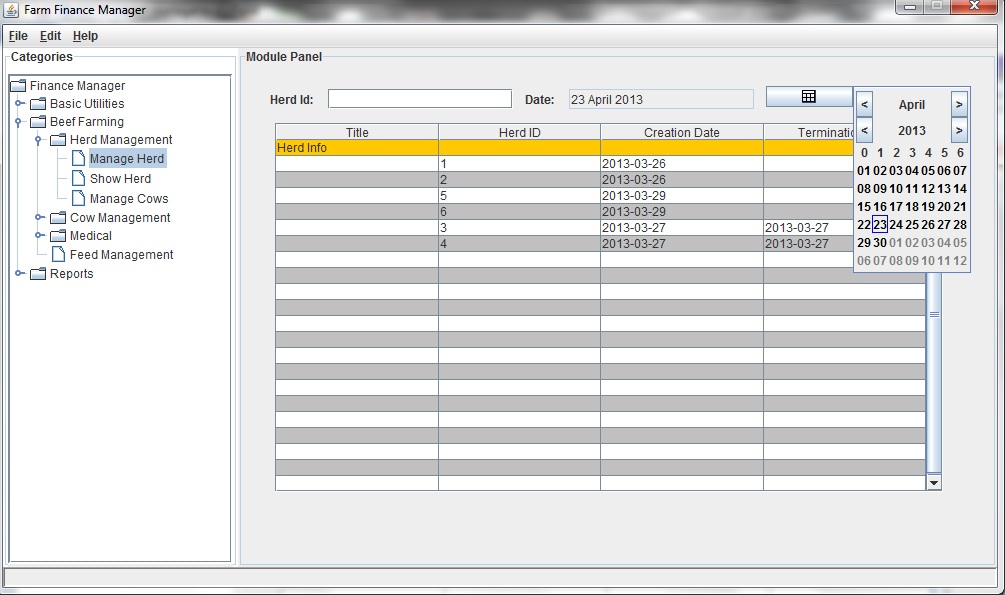 Farm Finance Manager
File Edit Help
Categories
Finance Manager
Basic Utilities
Beef Farming
Herd Management
Manage Herd
Show Herd
Manage Cows
Cow Management
Medical
Feed Management
Reports
Module Panel
Herd Id: Date: 23 April 2013
Title Herd ID Creation Date
Herd Info
1 2013-03-26
2 2013-03-26
5 2013-03-29
6 2013-03-29
3 2013-03-27 2013-03-27
4 2013-03-27 2013-03-27
< April >
< 2013 >
0 1 2 3 4 5 6
01 02 03 04 05 06 07
08 09 10 11 12 13 14
15 16 17 18 19 20 21
22 23 24 25 26 27 28
29 30 01 02 03 04 05
06 07 08 09 10 11 12